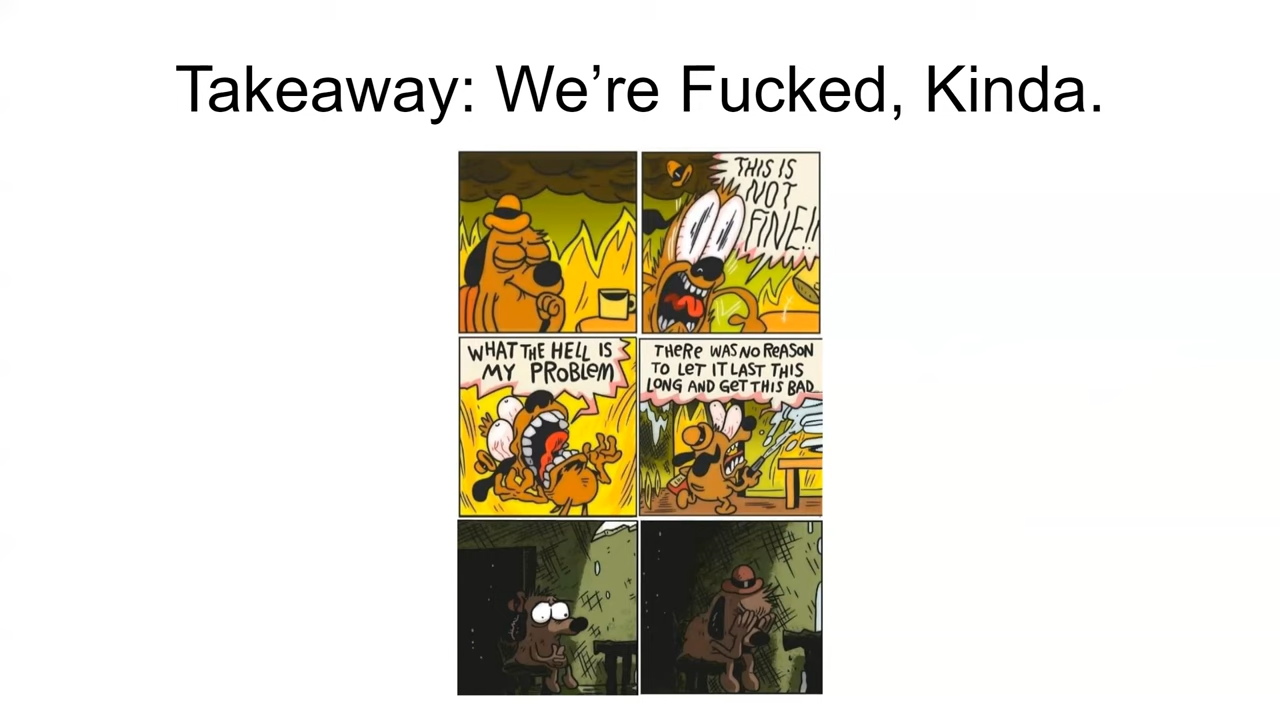 Takeaway: We’re Fucked, Kinda.
THIS IS
NOT
FINE!!
WHAT THE HELL IS
MY PROBLEM
THERE WAS NO REASON
TO LET IT LAST THIS
LONG AND GET THIS BAD